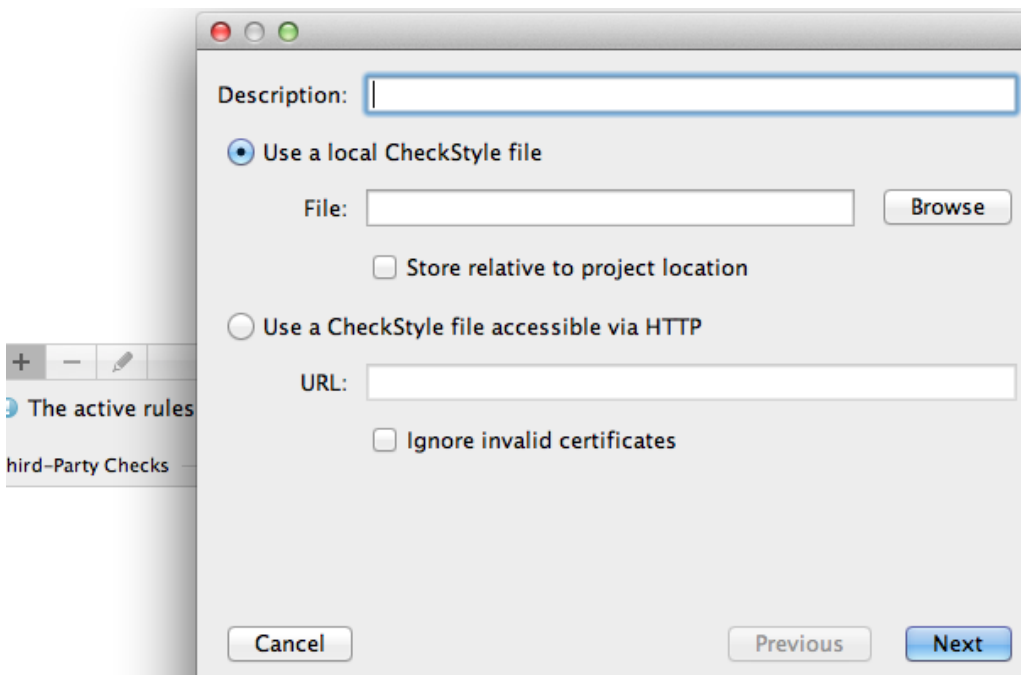 Description:
Use a local CheckStyle file
File:
Browse
Store relative to project location
Use a CheckStyle file accessible via HTTP
URL:
The active rules
Ignore invalid certificates
hird-Party Checks
Cancel
Previous
Next